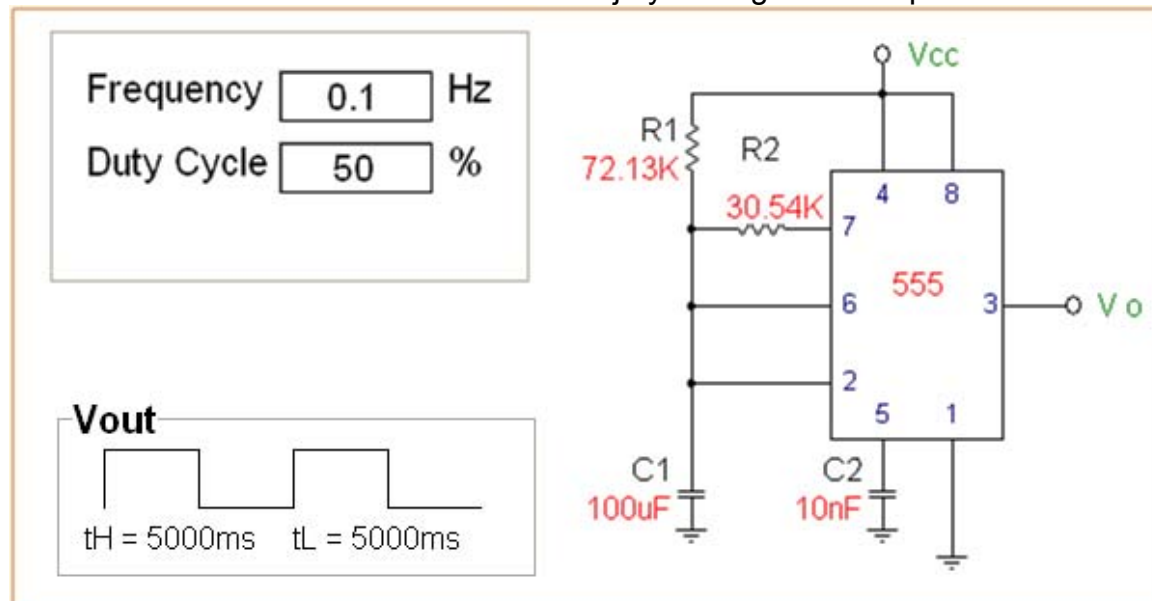 Frequency 0.1 Hz
Duty Cycle 50 %
Vout
tH = 5000ms tL = 5000ms
Vcc
R1
72.13K
R2
30.54K
4 8
7
555
6 3 V o
2
5 1
C1
100uF
C2
10nF